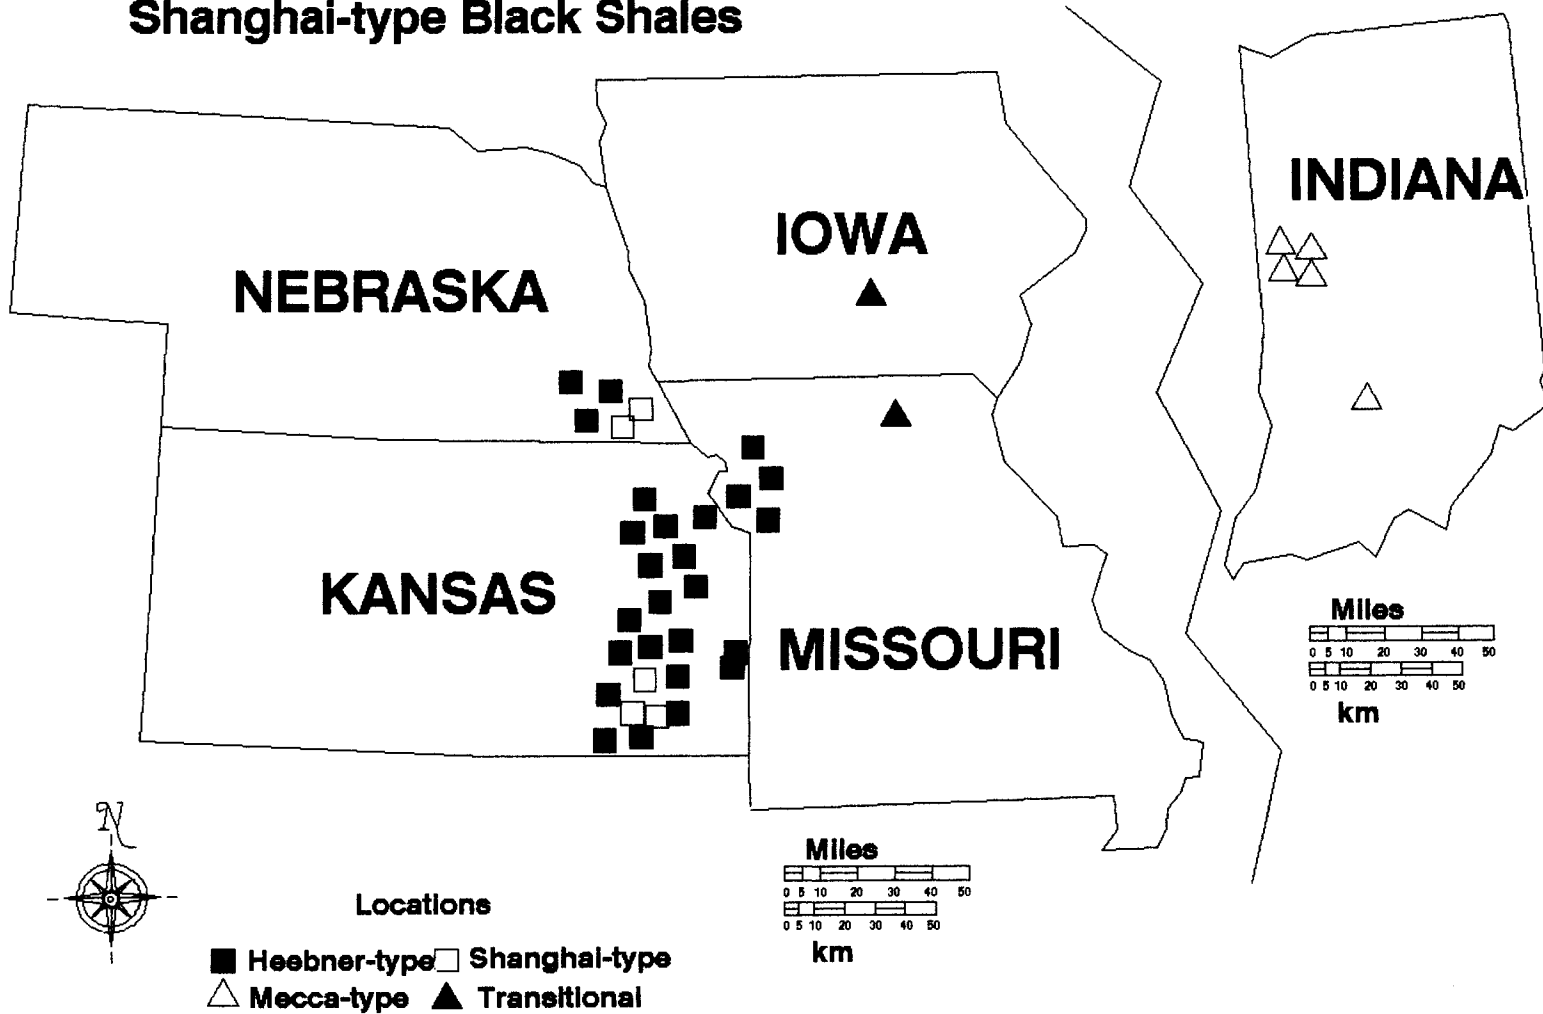 Shanghai-type Black Shales
INDIANA
IOWA
NEBRASKA
KANSAS
MISSOURI
Miles
0 5 10 20 30 40 50
0 5 10 20 30 40 50
km
N
Miles
0 5 10 20 30 40 50
0 5 10 20 30 40 50
km
Locations
Heebner-type Shanghai-type
Mecca-type Transitional